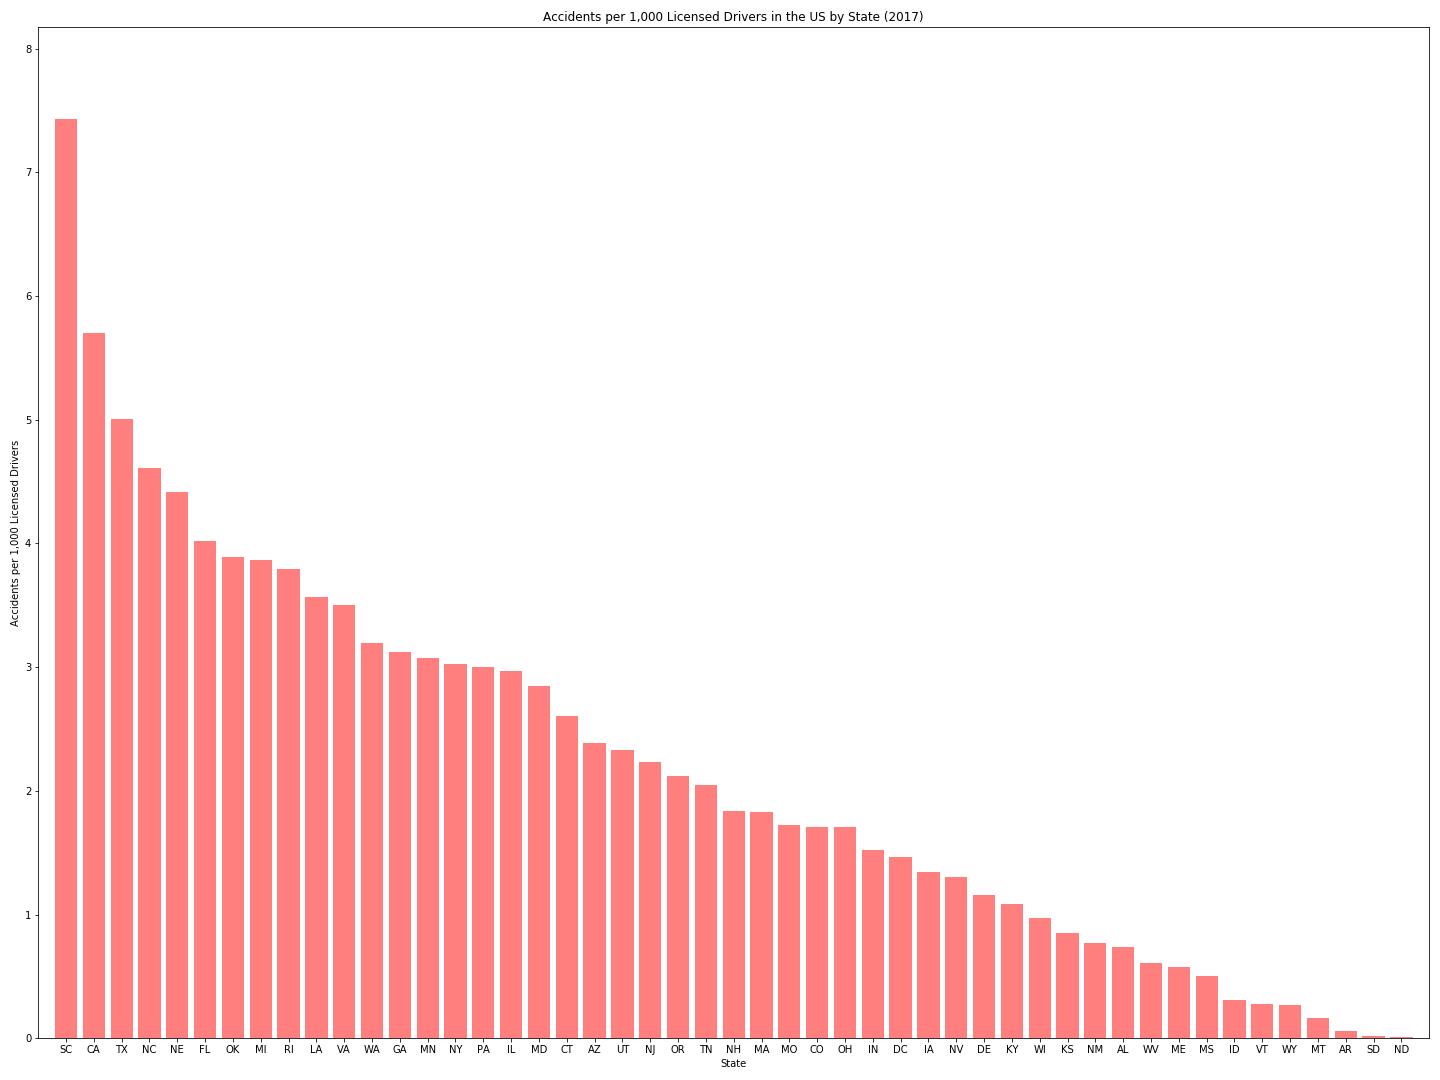 Accidents per 1,000 Licensed Drivers in the US by State (2017)
Accidents per 1,000 Licensed Drivers
8
7
6
5
4
3
2
1
0
SC CA TX NC NE FL OK MI RI LA VA WA GA MN NY PA IL MD CT AZ UT NJ OR TN NH MA MO CO OH IN DC IA NV DE KY WI KS NM AL WV ME MS ID VT WY MT AR SD ND
State